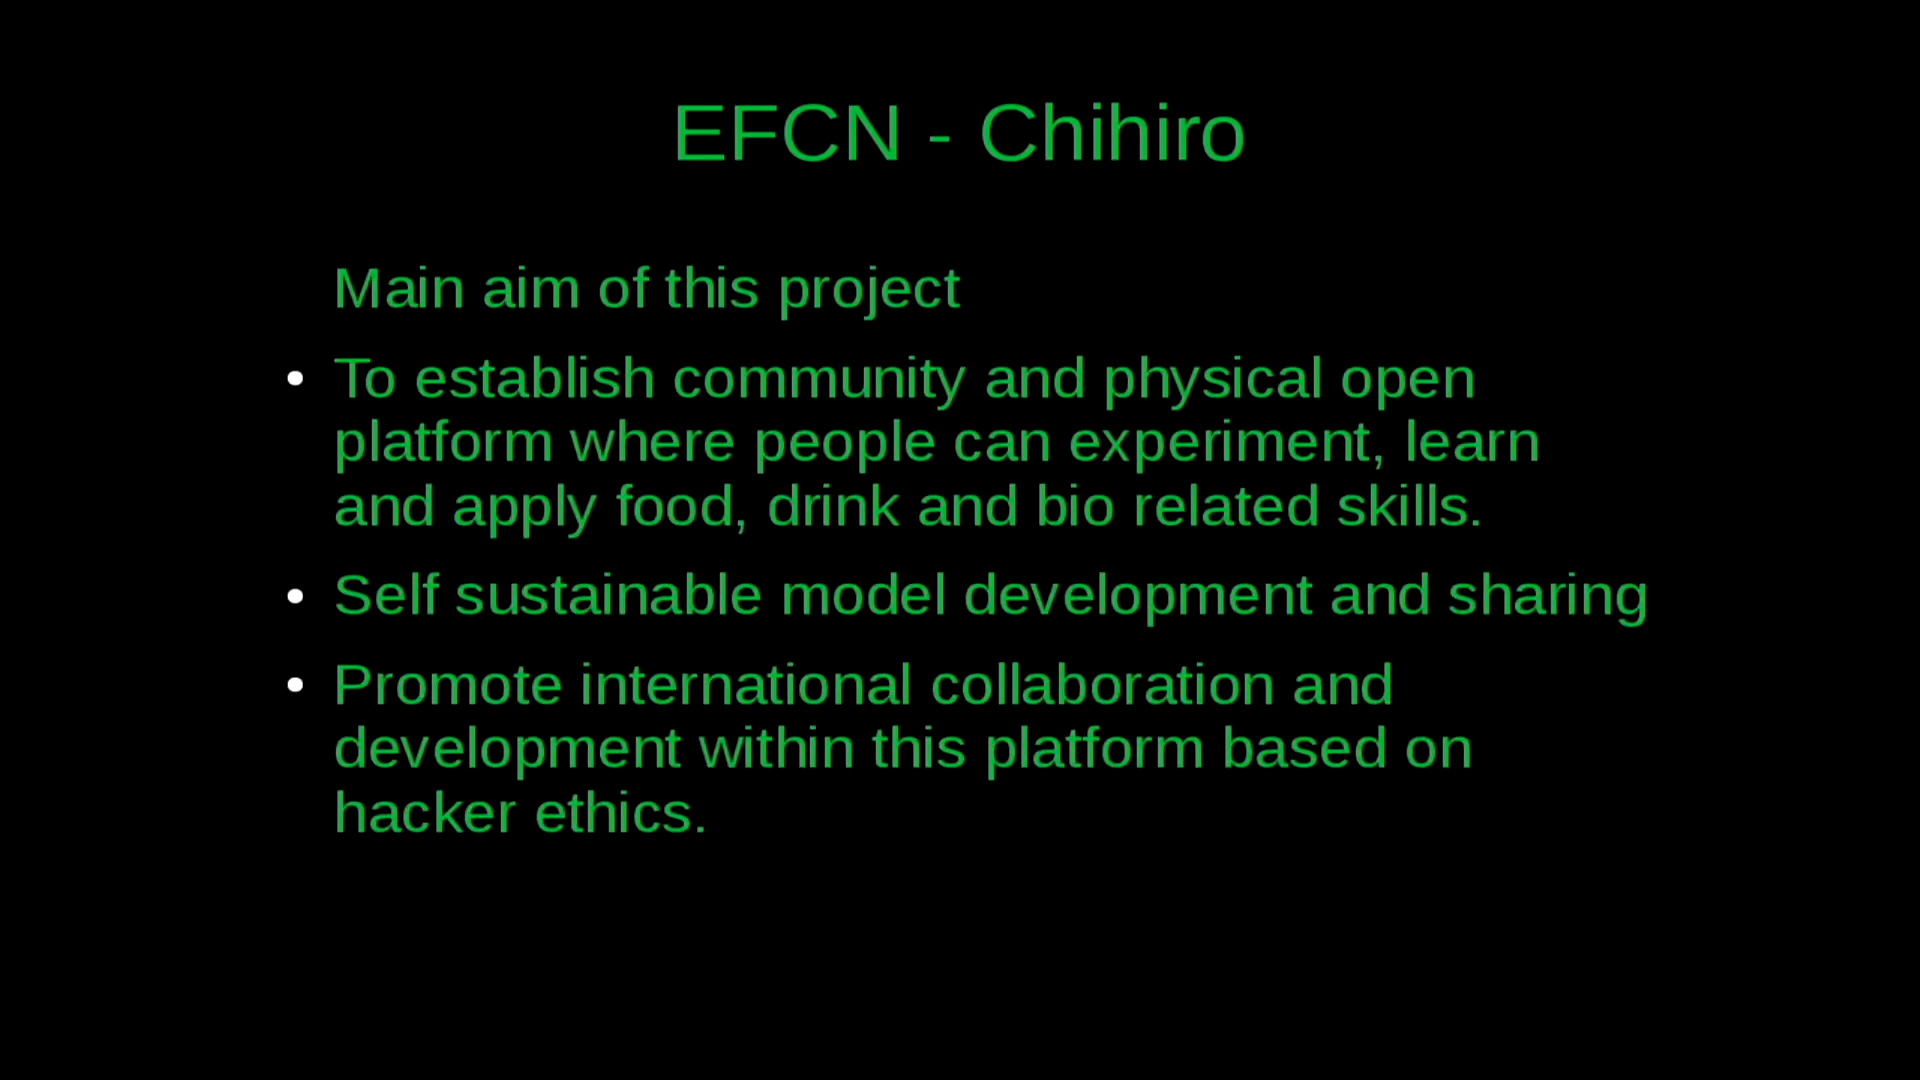 EFCN - Chihiro
Main aim of this project
• To establish community and physical open
platform where people can experiment, learn
and apply food, drink and bio related skills.
• Self sustainable model development and sharing
• Promote international collaboration and
development within this platform based on
hacker ethics.